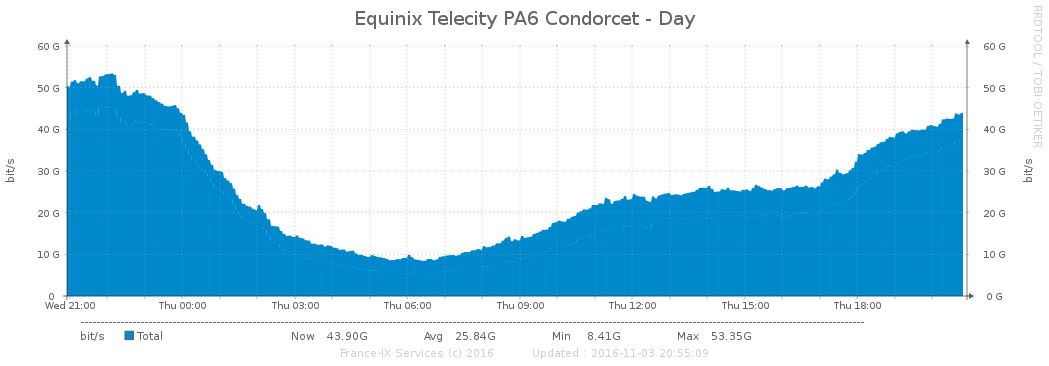 Equinix Telecity PA6 Condorcet - Day
RRDTOOL / TOBI OETIKER
bit/s
60 G 60 G
50 G 50 G
40 G 40 G
30 G 30 G
20 G 20 G
10 G 10 G
0 0 G
bit/s
Wed 21:00 Thu 00:00 Thu 03:00 Thu 06:00 Thu 09:00 Thu 12:00 Thu 15:00 Thu 18:00
bit/s Total Now 43.90G Avg 25.84G Min 8.41G Max 53.35G
France-IX Services (c) 2016 Updated : 2016-11-03 20:55:09